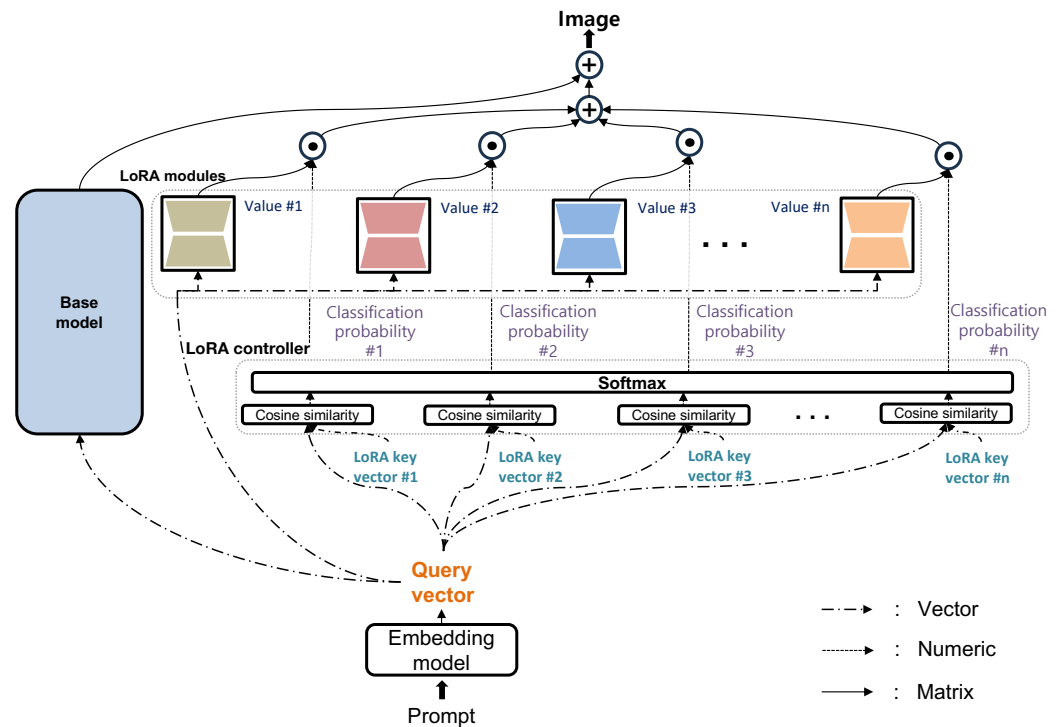 Image
LoRA modules
Value #1
Value #2
Value #3
Value #n
. . .
Base
model
Classification
probability
#1
Classification
probability
#2
Classification
probability
#3
Classification
probability
#n
LoRA controller
Softmax
Cosine similarity
Cosine similarity
Cosine similarity
. . .
Cosine similarity
LoRA key
vector #1
LoRA key
vector #2
LoRA key
vector #3
LoRA key
vector #n
Query
vector
Embedding
model
Prompt
: Vector
: Numeric
: Matrix